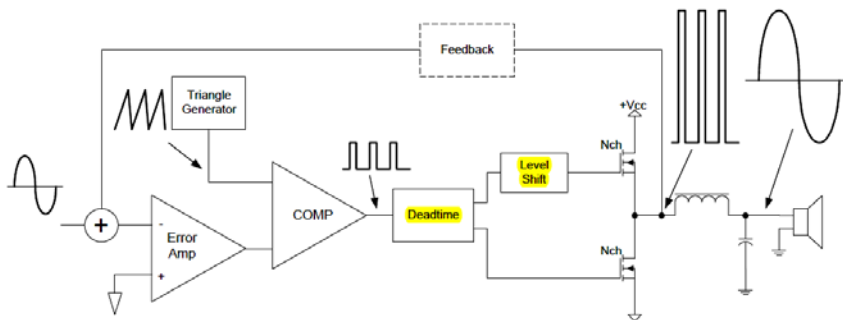 Feedback
Triangle
Generator
+Vcc
Nch
Level
Shift
COMP
Deadtime
+
-
Error
Amp
+
Nch